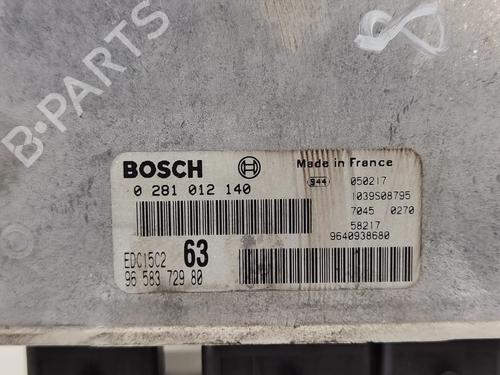 B-PARTS
BOSCH
0 281 012 140
EDC15C2 63
96 583 729 80
Made in France
944 050217
1039S08795
7045 0270
58217
9640938680